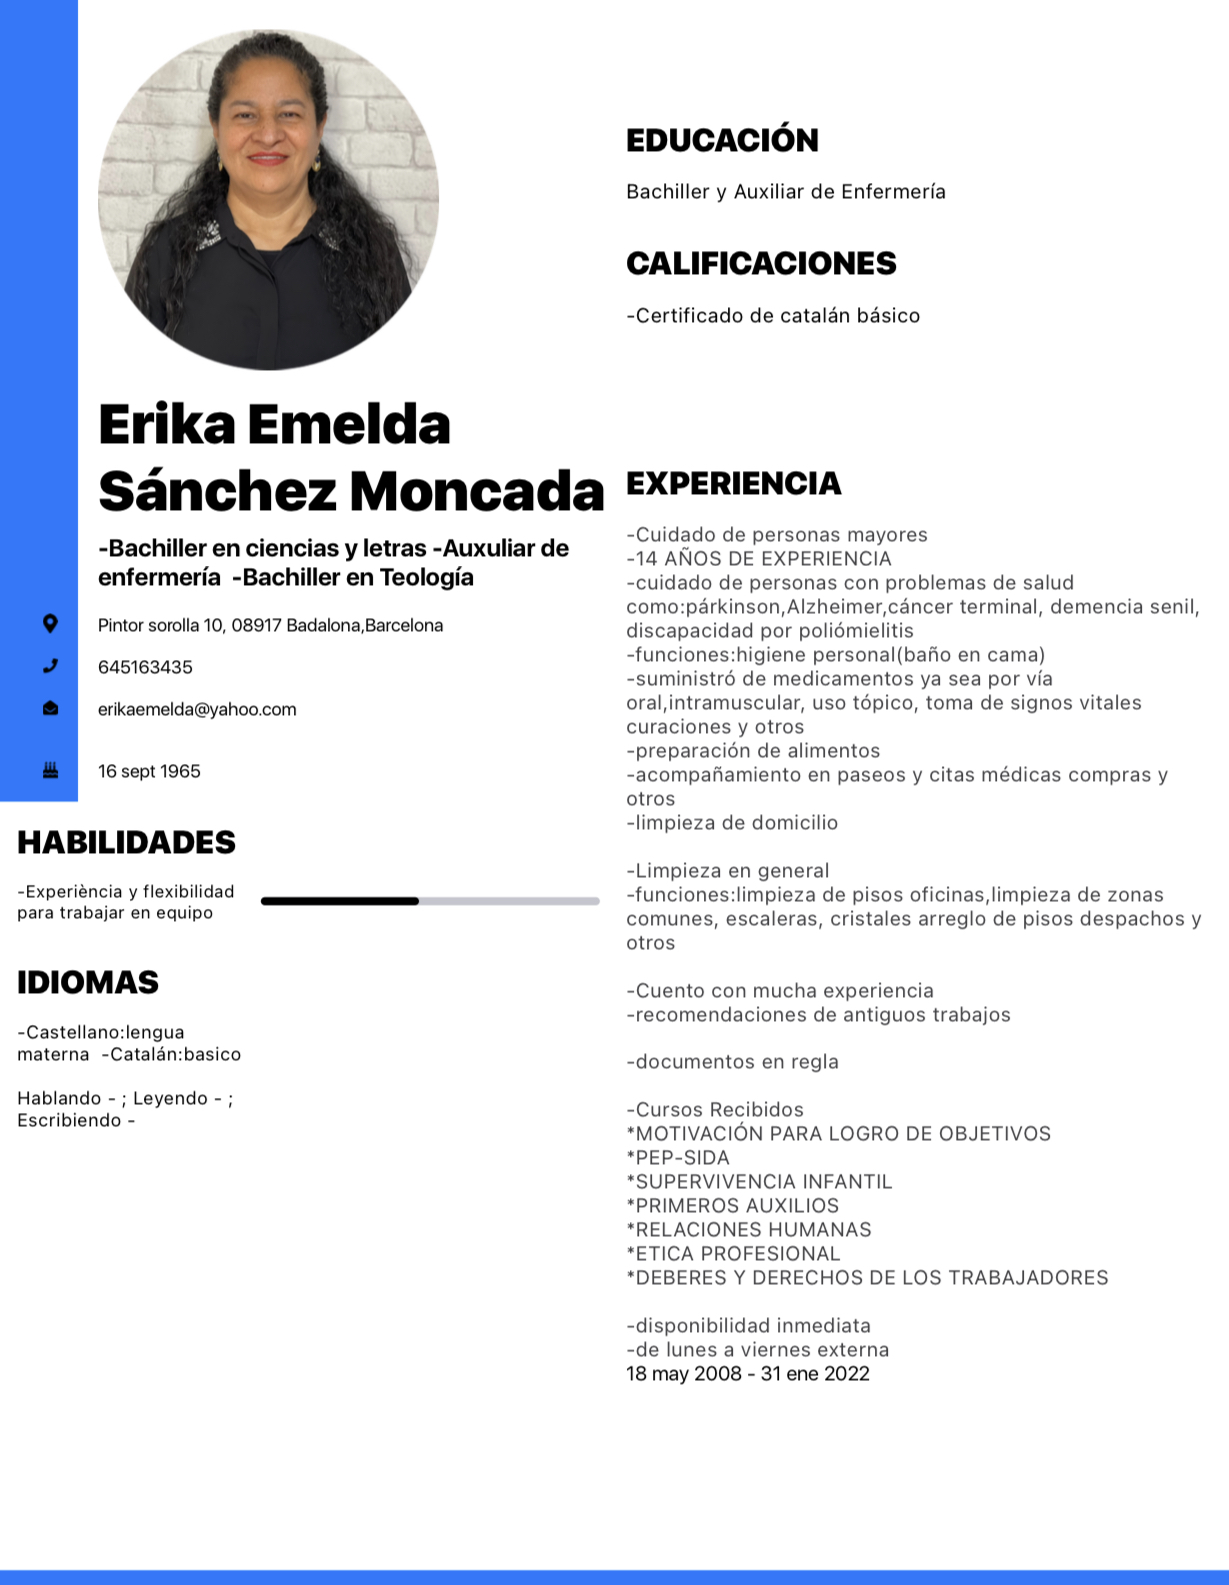 Erika Emelda
Sánchez Moncada
-Bachiller en ciencias y letras -Auxuliar de
enfermería  -Bachiller en Teología
Pintor sorolla 10, 08917 Badalona,Barcelona
645163435
erikaemelda@yahoo.com
16 sept 1965
HABILIDADES
-Experiència y flexibilidad
para trabajar en equipo
IDIOMAS
-Castellano:lengua
materna  -Catalán:basico
Hablando - ; Leyendo - ;
Escribiendo -
EDUCACIÓN
Bachiller y Auxiliar de Enfermería
CALIFICACIONES
-Certificado de catalán básico
EXPERIENCIA
-Cuidado de personas mayores
-14 AÑOS DE EXPERIENCIA
-cuidado de personas con problemas de salud
como:párkinson,Alzheimer,cáncer terminal, demencia senil,
discapacidad por poliómielitis
-funciones:higiene personal(baño en cama)
-suministró de medicamentos ya sea por vía
oral,intramuscular, uso tópico, toma de signos vitales
curaciones y otros
-preparación de alimentos
-acompañamiento en paseos y citas médicas compras y
otros
-limpieza de domicilio
-Limpieza en general
-funciones:limpieza de pisos oficinas,limpieza de zonas
comunes, escaleras, cristales arreglo de pisos despachos y
otros
-Cuento con mucha experiencia
-recomendaciones de antiguos trabajos
-documentos en regla
-Cursos Recibidos
*MOTIVACIÓN PARA LOGRO DE OBJETIVOS
*PEP-SIDA
*SUPERVIVENCIA INFANTIL
*PRIMEROS AUXILIOS
*RELACIONES HUMANAS
*ETICA PROFESIONAL
*DEBERES Y DERECHOS DE LOS TRABAJADORES
-disponibilidad inmediata
-de lunes a viernes externa
18 may 2008 - 31 ene 2022